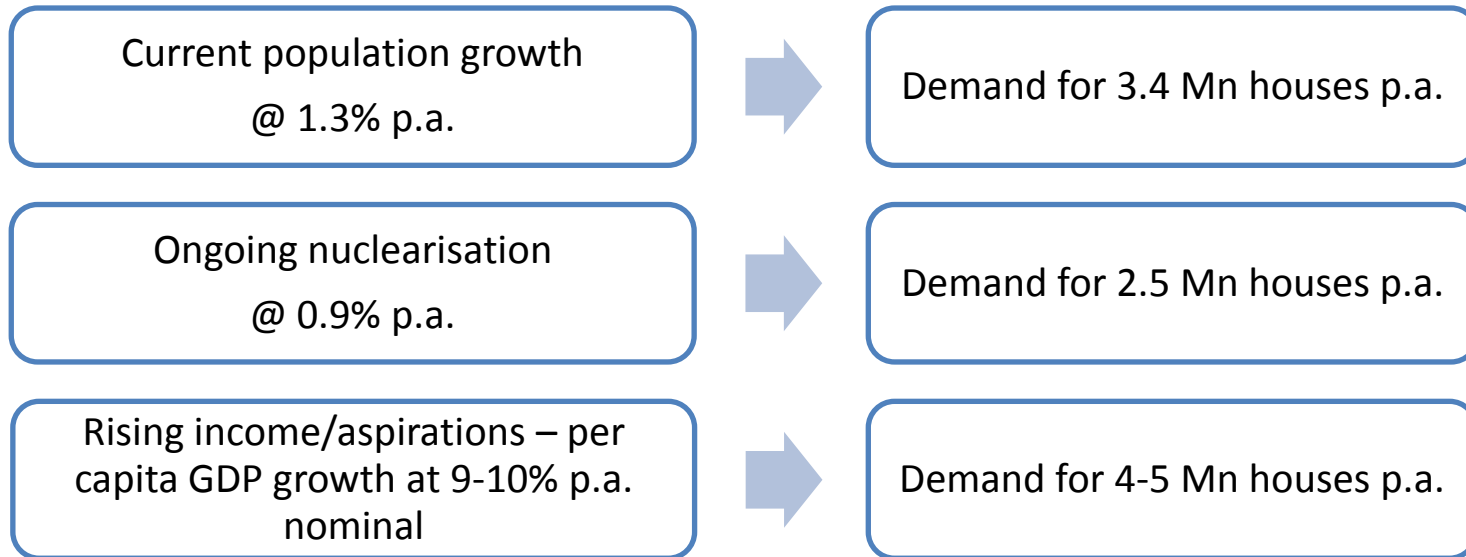 Current population growth
@ 1.3% p.a.
Demand for 3.4 Mn houses p.a.
Ongoing nuclearisation
@ 0.9% p.a.
Demand for 2.5 Mn houses p.a.
Rising income/aspirations – per
capita GDP growth at 9-10% p.a.
nominal
Demand for 4-5 Mn houses p.a.